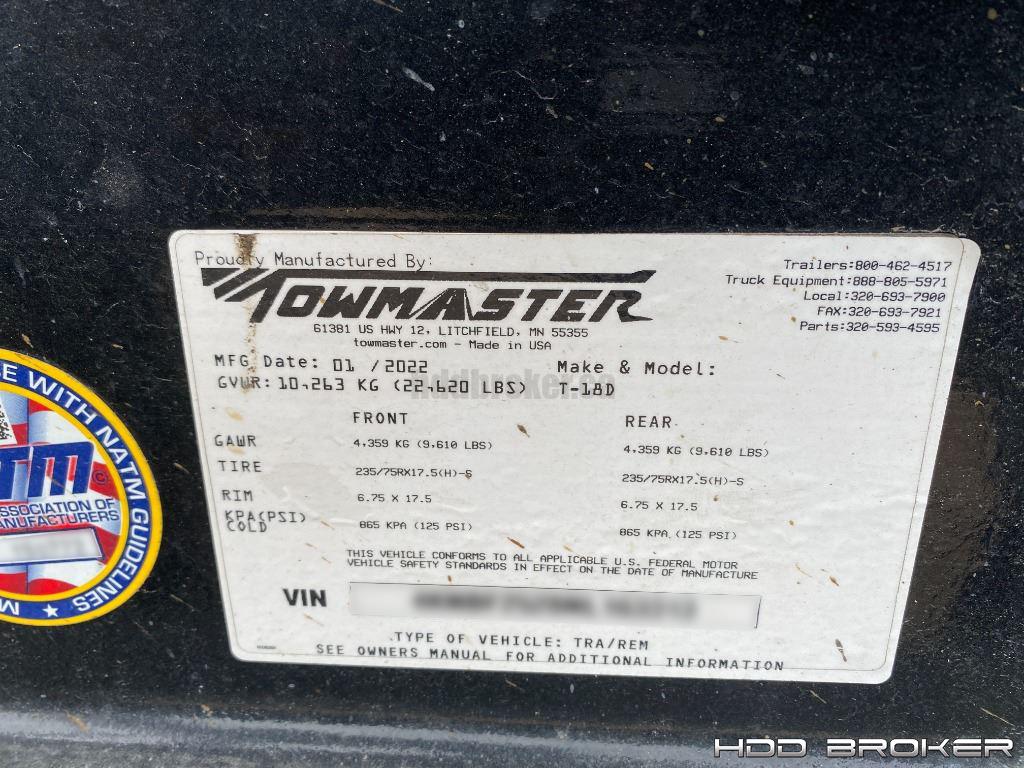 Proudly Manufactured By:
TOWMASTER
61381 US HWY 12, LITCHFIELD, MN 55355
towmaster.com - Made in USA
Trailers:800-462-4517
Truck Equipment:888-805-5971
Local:320-693-7900
FAX:320-693-7921
Parts:320-593-4595
MFG Date: 01 /2022
Make & Model:
GVWR: 10,263 KG (22,620 LBS)
T-18D
FRONT
REAR
GAWR 4,359 KG (9,610 LBS) 4,359 KG (9,610 LBS)
TIRE 235/75RX17.5(H)-S 235/75RX17.5(H)-S
RIM 6.75 X 17.5 6.75 X 17.5
KPA(PSI)
COLD 865 KPA (125 PSI) 865 KPA (125 PSI)
THIS VEHICLE CONFORMS TO ALL APPLICABLE U.S. FEDERAL MOTOR
VEHICLE SAFETY STANDARDS IN EFFECT ON THE DATE OF MANUFACTURE
VIN
TYPE OF VEHICLE: TRA/REM
SEE OWNERS MANUAL FOR ADDITIONAL INFORMATION
WITH NATM GUIDELINES
TM
ASSOCIATION OF
MANUFACTURERS
HDD BROKER